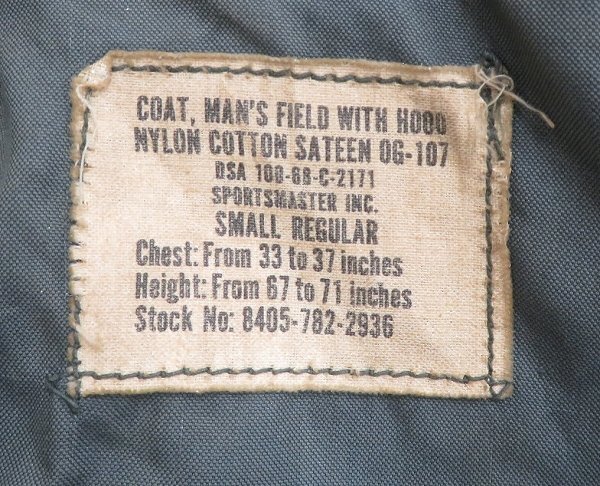 COAT, MAN'S FIELD WITH HOOD
NYLON COTTON SATEEN OG-107
DSA 100-68-C-2171
SPORTSMASTER INC.
SMALL REGULAR
Chest: From 33 to 37 inches
Height: From 67 to 71 inches
Stock No: 8405-782-2936